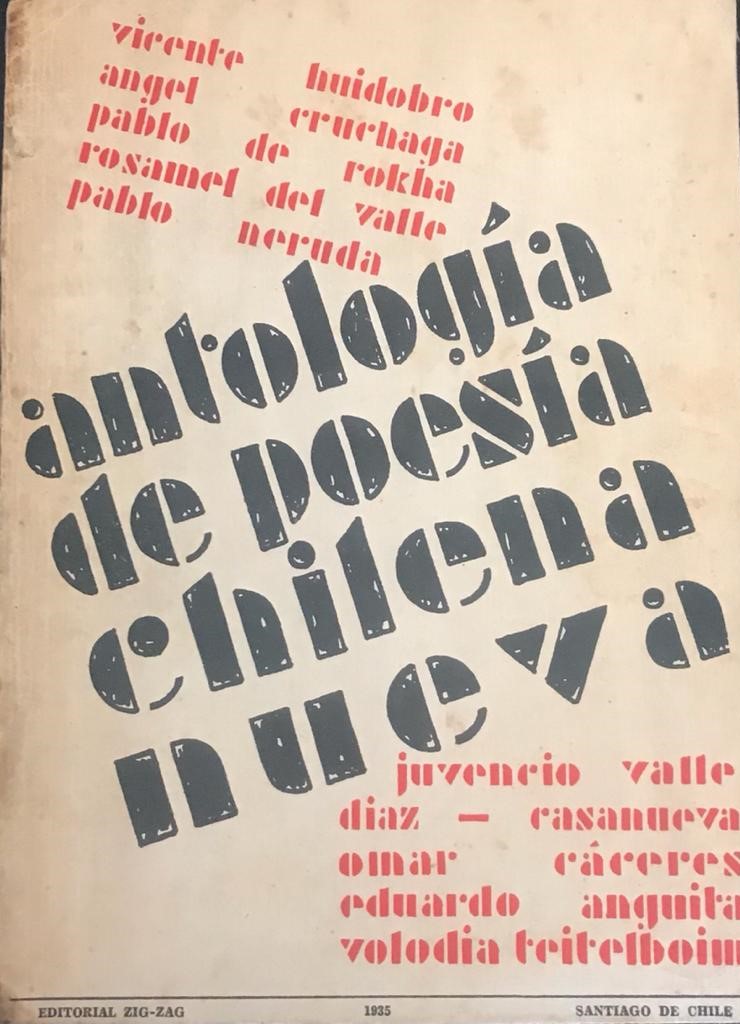 vicente huidobro
angel cruchaga
pablo de rokha
rosamel del valle
pablo neruda
antología
de poesía
chilena
nueva
juvencio valle
diaz — casanueva
omar cáceres
eduardo anguita
volodia teitelboim
EDITORIAL ZIG-ZAG 1935 SANTIAGO DE CHILE